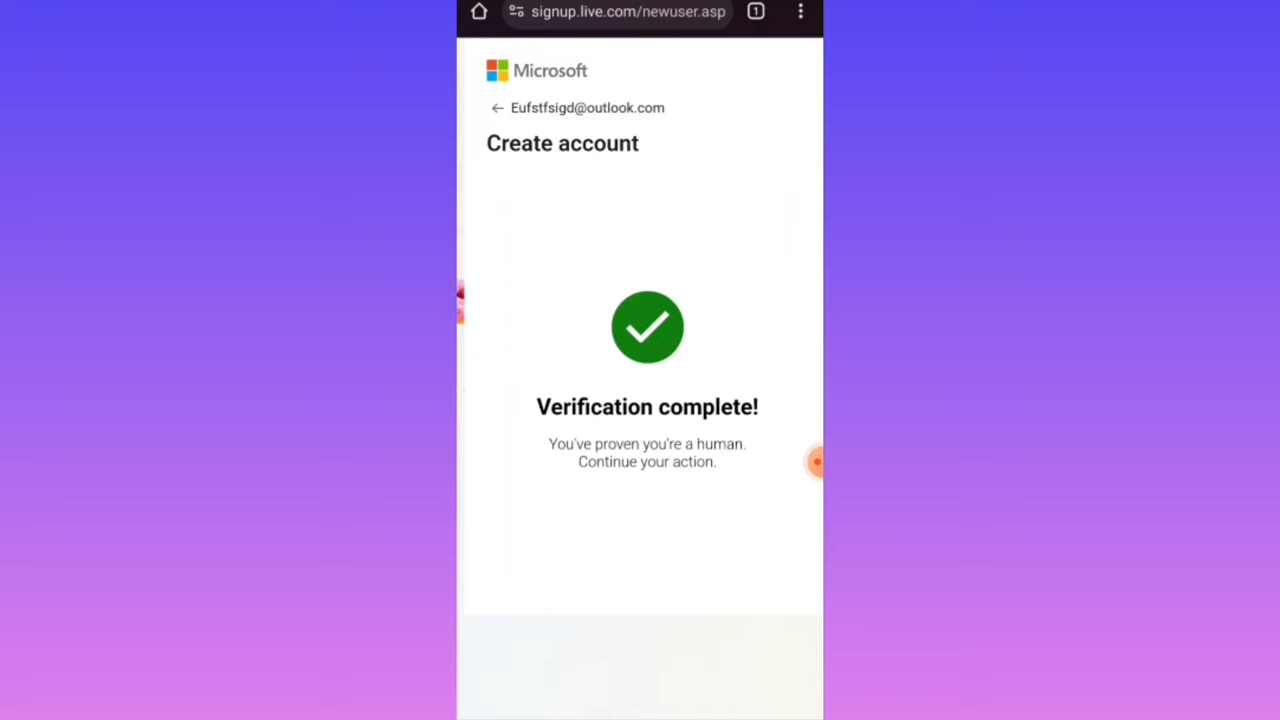 signup.live.com/newuser.asp
1
Microsoft
← Eufstfsigd@outlook.com
Create account
Verification complete!
You've proven you're a human.
Continue your action.